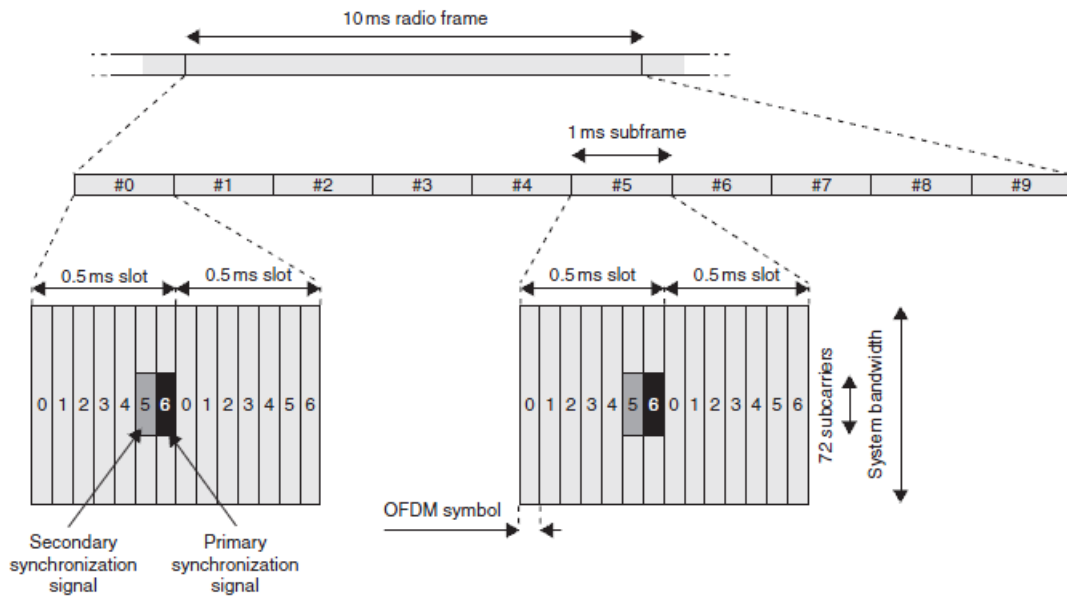 10 ms radio frame
1 ms subframe
#0 #1 #2 #3 #4 #5 #6 #7 #8 #9
0.5 ms slot 0.5 ms slot
0.5 ms slot 0.5 ms slot
0 1 2 3 4 5 6 0 1 2 3 4 5 6
0 1 2 3 4 5 6 0 1 2 3 4 5 6
72 subcarriers
System bandwidth
OFDM symbol
Secondary
synchronization
signal
Primary
synchronization
signal